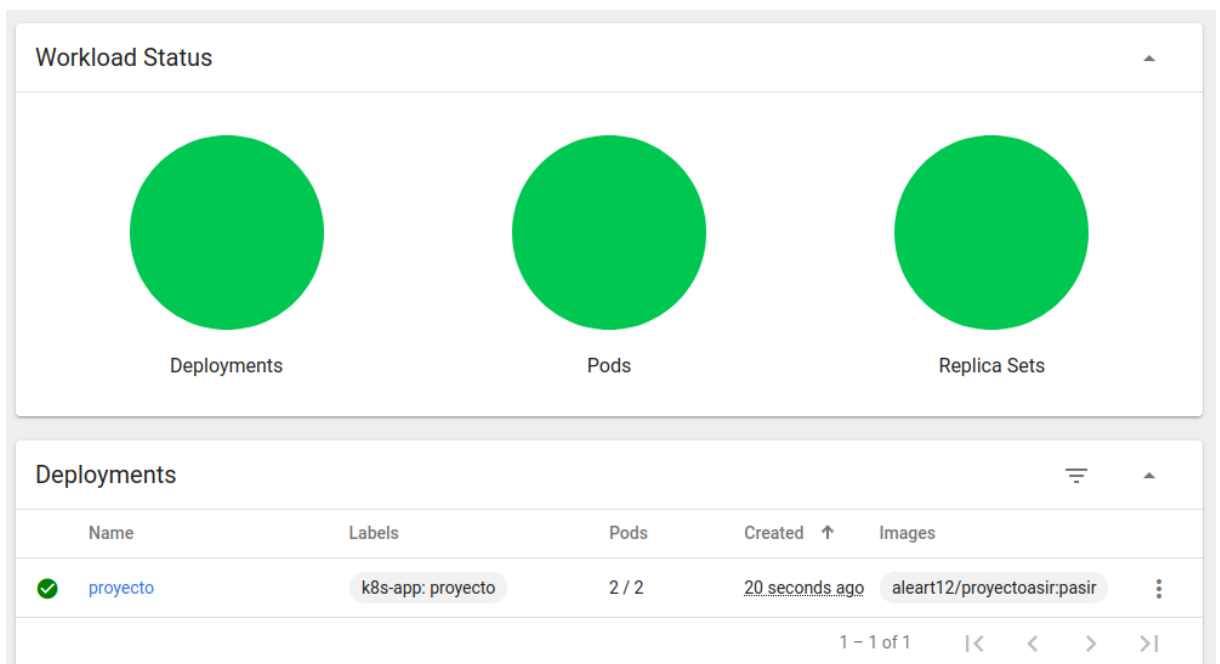 Workload Status
Deployments Pods Replica Sets
Deployments
Name Labels Pods Created Images
proyecto k8s-app: proyecto 2 / 2 20 seconds ago aleart12/proyectoasir:pasir
1 – 1 of 1